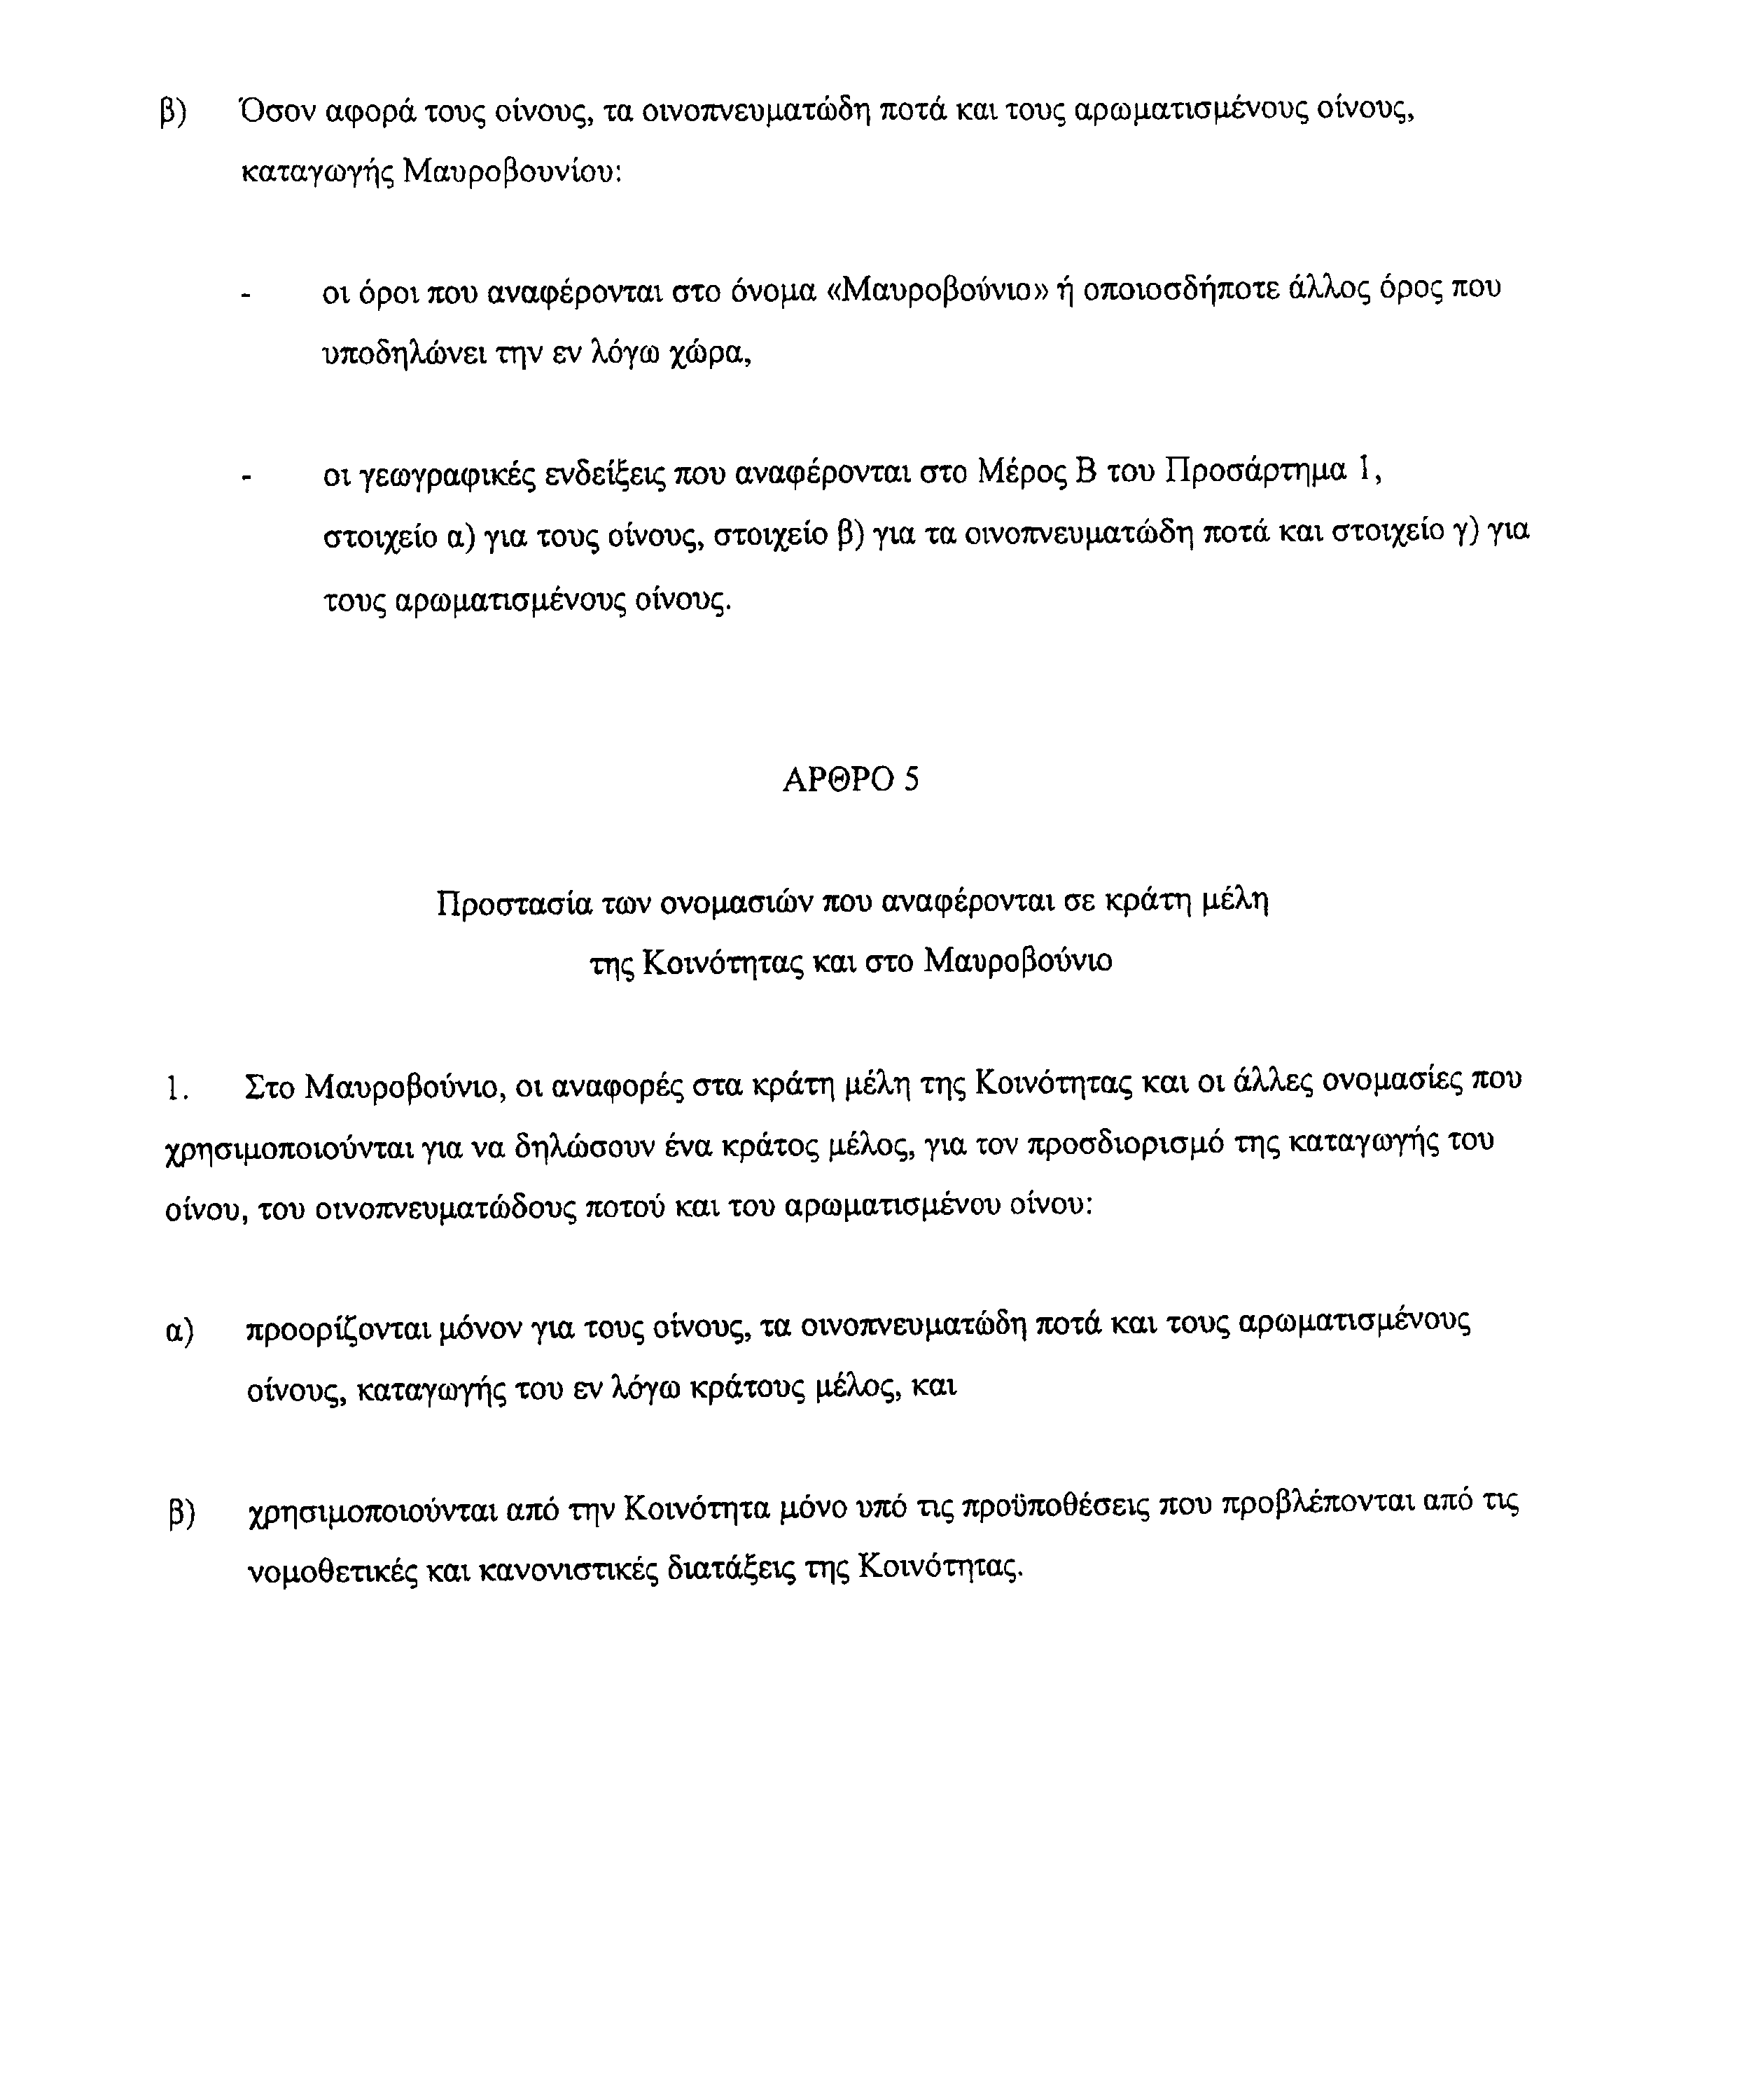 β) Όσον αφορά τους οίνους, τα οινοπνευματώδη ποτά και τους αρωματισμένους οίνους,
καταγωγής Μαυροβουνίου:
- οι όροι που αναφέρονται στο όνομα «Μαυροβούνιο» ή οποιοσδήποτε άλλος όρος που
υποδηλώνει την εν λόγω χώρα,
- οι γεωγραφικές ενδείξεις που αναφέρονται στο Μέρος Β του Προσάρτημα 1,
στοιχείο α) για τους οίνους, στοιχείο β) για τα οινοπνευματώδη ποτά και στοιχείο γ) για
τους αρωματισμένους οίνους.
ΑΡΘΡΟ 5
Προστασία των ονομασιών που αναφέρονται σε κράτη μέλη
της Κοινότητας και στο Μαυροβούνιο
1. Στο Μαυροβούνιο, οι αναφορές στα κράτη μέλη της Κοινότητας και οι άλλες ονομασίες που
χρησιμοποιούνται για να δηλώσουν ένα κράτος μέλος, για τον προσδιορισμό της καταγωγής του
οίνου, του οινοπνευματώδους ποτού και του αρωματισμένου οίνου:
α) προορίζονται μόνον για τους οίνους, τα οινοπνευματώδη ποτά και τους αρωματισμένους
οίνους, καταγωγής του εν λόγω κράτους μέλος, και
β) χρησιμοποιούνται από την Κοινότητα μόνο υπό τις προϋποθέσεις που προβλέπονται από τις
νομοθετικές και κανονιστικές διατάξεις της Κοινότητας.